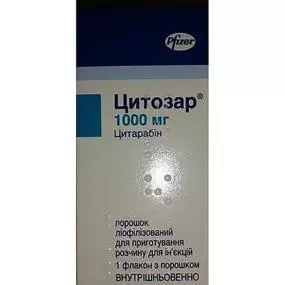 Pfizer
Цитозар®
1000 мг
Цитарабін
порошок
ліофілізований
для приготування
розчину для ін'єкцій
1 флакон з порошком
ВНУТРІШНЬОВЕННО